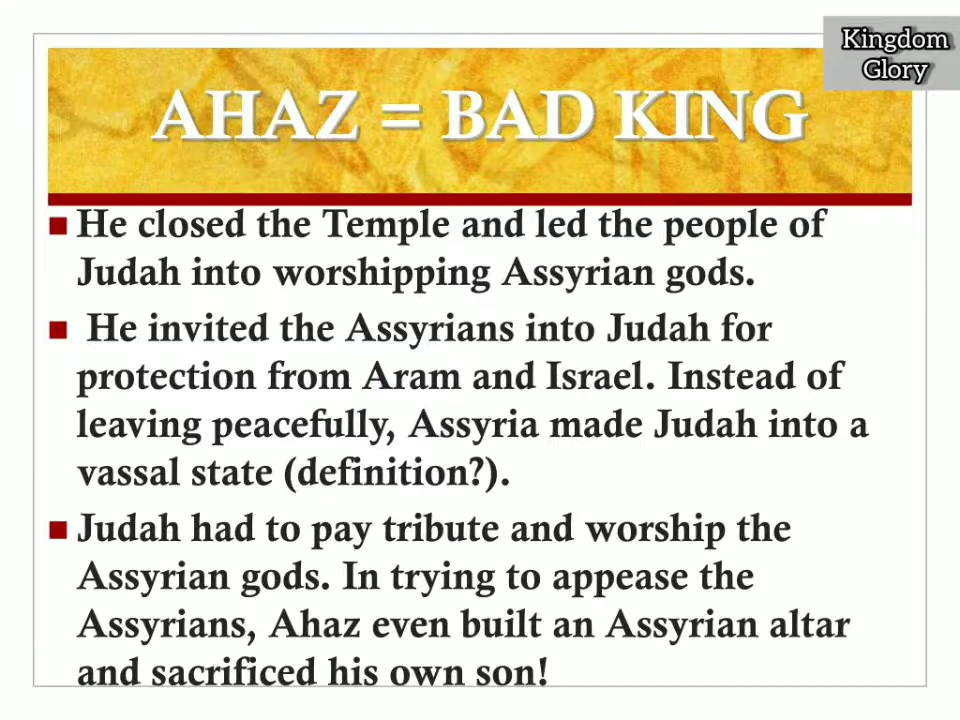 Kingdom
Glory
AHAZ = BAD KING
He closed the Temple and led the people of
Judah into worshipping Assyrian gods.
He invited the Assyrians into Judah for
protection from Aram and Israel. Instead of
leaving peacefully, Assyria made Judah into a
vassal state (definition?).
Judah had to pay tribute and worship the
Assyrian gods. In trying to appease the
Assyrians, Ahaz even built an Assyrian altar
and sacrificed his own son!